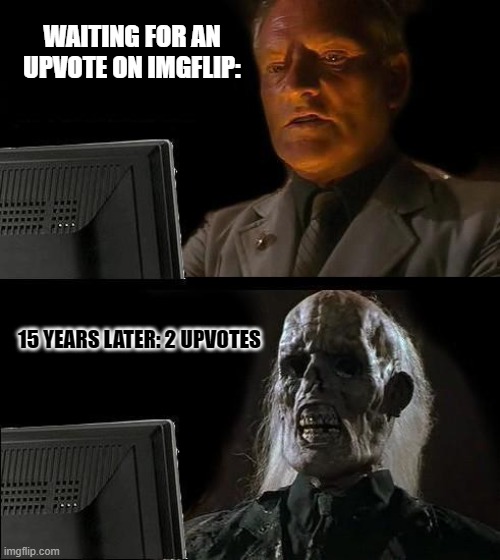 WAITING FOR AN
UPVOTE ON IMGFLIP:
15 YEARS LATER: 2 UPVOTES
imgflip.com